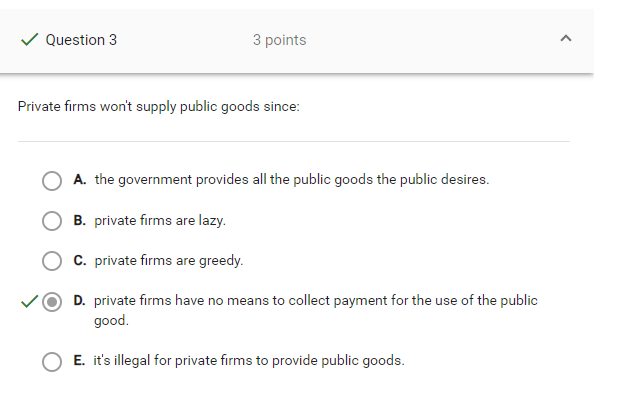 Question 3 3 points
Private firms won't supply public goods since:
A. the government provides all the public goods the public desires.
B. private firms are lazy.
C. private firms are greedy.
D. private firms have no means to collect payment for the use of the public
good.
E. it's illegal for private firms to provide public goods.